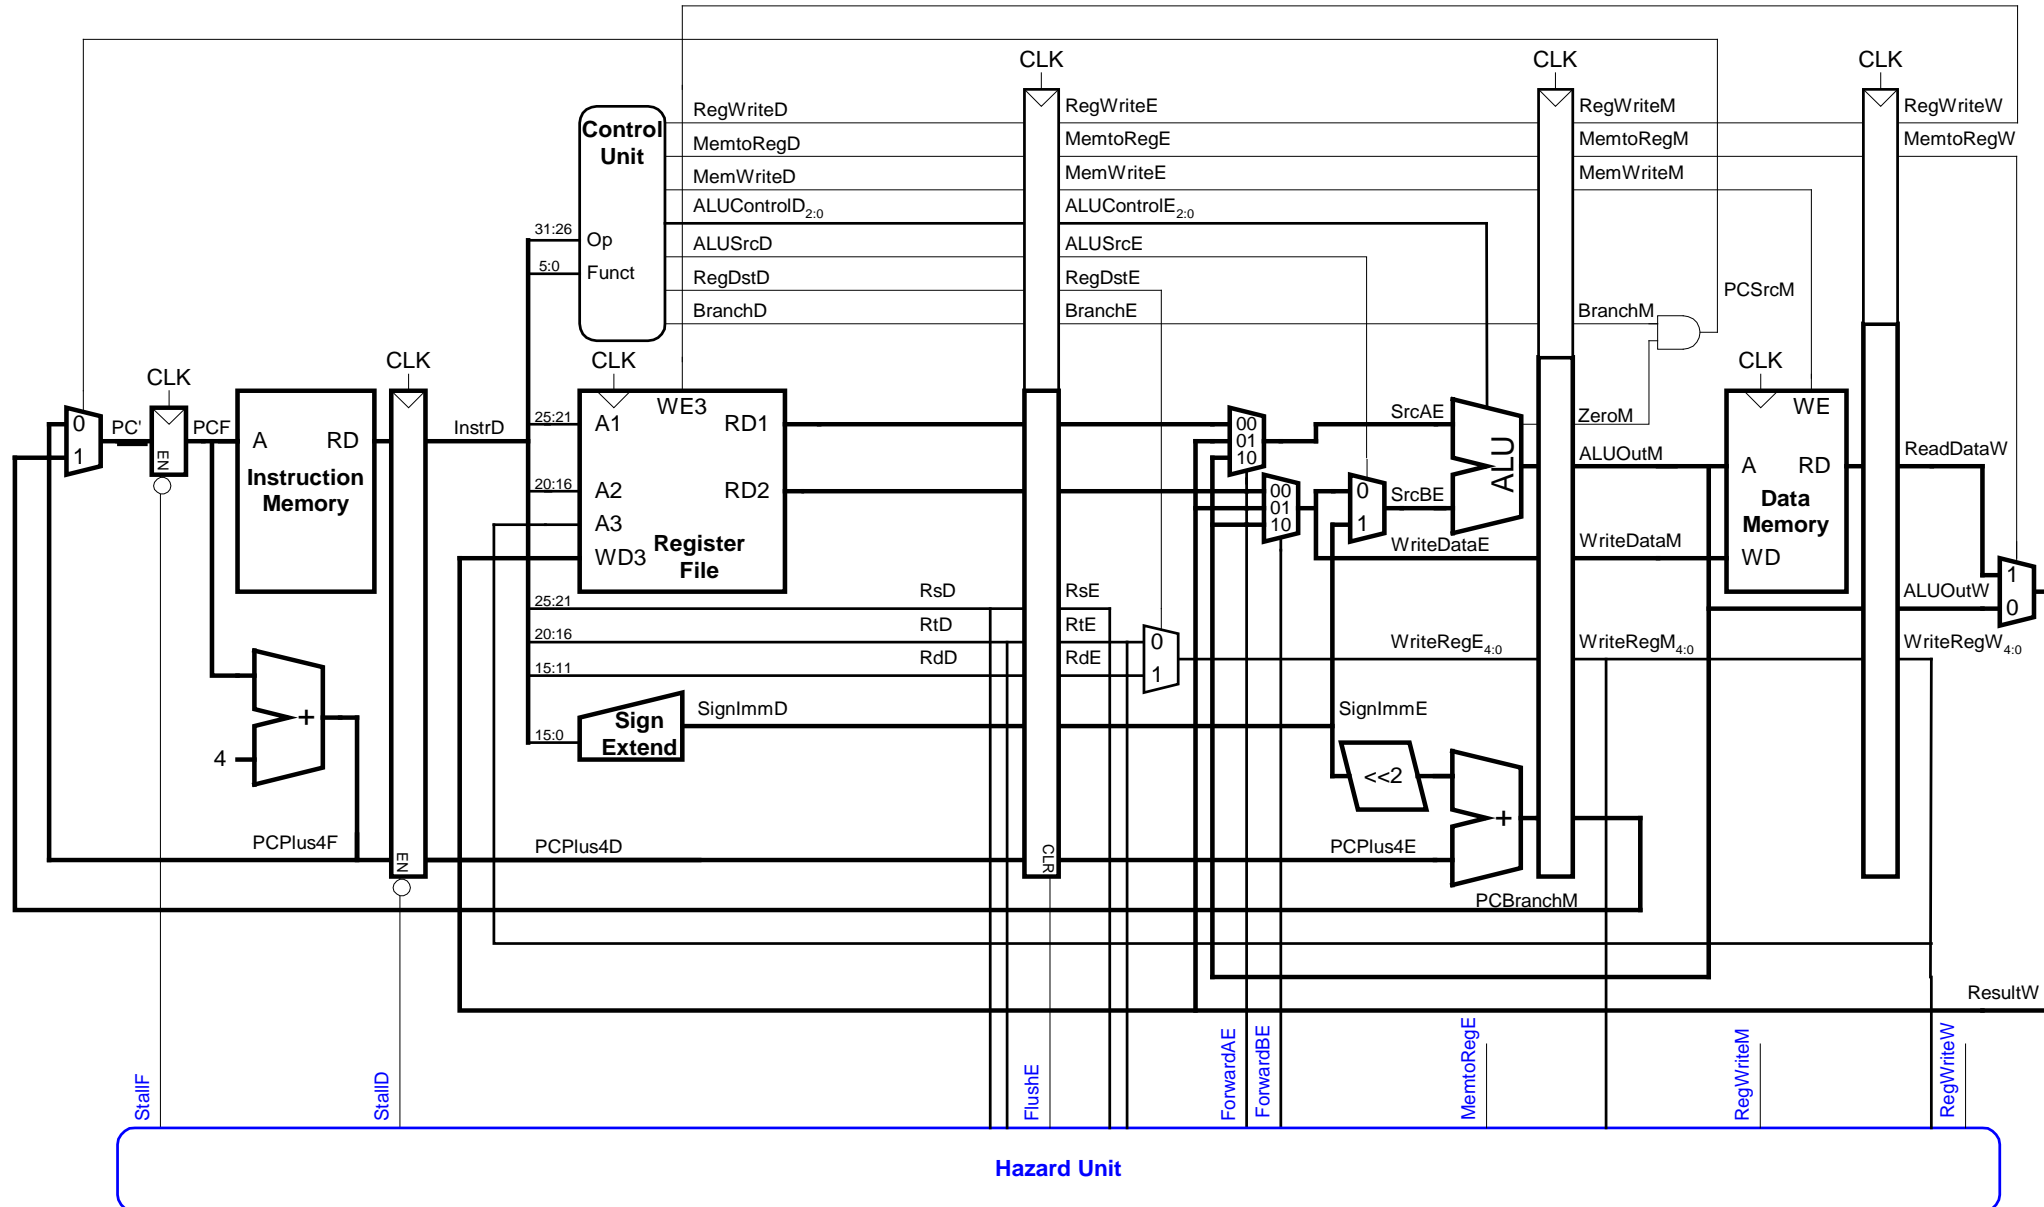 CLK CLK CLK
RegWriteD RegWriteE RegWriteM RegWriteW
Control Unit
MemtoRegD MemtoRegE MemtoRegM MemtoRegW
MemWriteD MemWriteE MemWriteM
ALUControlD2:0 ALUControlE2:0
31:26 Op ALUSrcD ALUSrcE
5:0 Funct RegDstD RegDstE PCSrcM
BranchD BranchE BranchM
CLK CLK CLK CLK
WE3 WE
0 PC' PCF A RD InstrD 25:21 A1 RD1 00 SrcAE ZeroM
1 01
EN 10
Instruction Memory
ALU ALUOutM A RD ReadDataW
20:16 A2 RD2 00 0 SrcBE Data Memory
01
A3 10 1
WD3 Register File WriteDataE WriteDataM WD 1
25:21 RsD RsE ALUOutW 0
20:16 RtD RtE 0 WriteRegE4:0 WriteRegM4:0 WriteRegW4:0
15:11 RdD RdE 1
+ 15:0 Sign Extend SignImmD SignImmE
4 <<2
+
PCPlus4F EN PCPlus4D CLR PCPlus4E
PCBranchM
ResultW
StallF StallD FlushE ForwardAE ForwardBE MemtoRegE RegWriteM RegWriteW
Hazard Unit